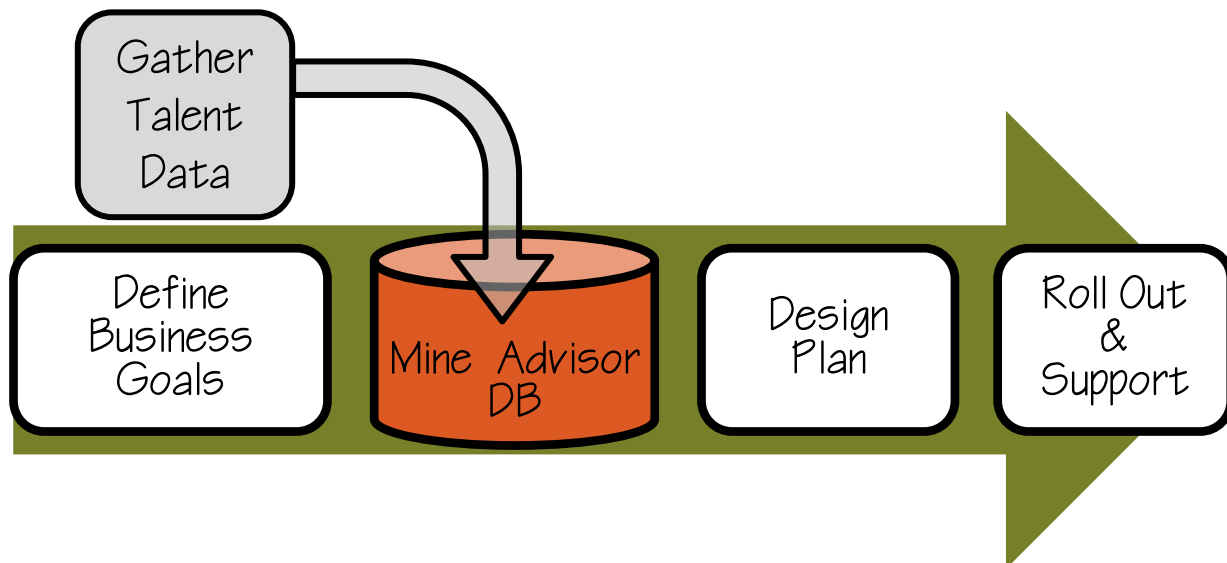 Gather
Talent
Data
Define
Business
Goals
Mine Advisor
DB
Design
Plan
Roll Out
&
Support